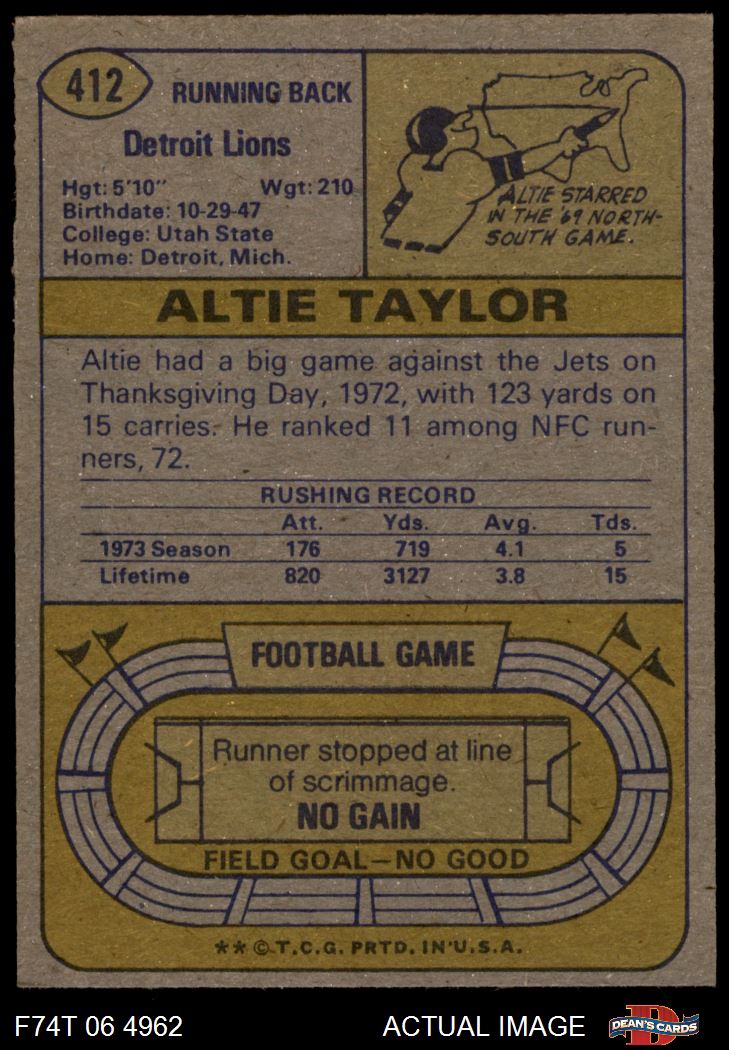 412
RUNNING BACK
Detroit Lions
Hgt: 5'10" Wgt: 210
Birthdate: 10-29-47
College: Utah State
Home: Detroit, Mich.
ALTIE STARRED
IN THE '69 NORTH-
SOUTH GAME.
ALTIE TAYLOR
Altie had a big game against the Jets on
Thanksgiving Day, 1972, with 123 yards on
15 carries. He ranked 11 among NFC run-
ners, 72.
RUSHING RECORD
Att. Yds. Avg. Tds.
1973 Season 176 719 4.1 5
Lifetime 820 3127 3.8 15
FOOTBALL GAME
Runner stopped at line
of scrimmage.
NO GAIN
FIELD GOAL—NO GOOD
** © T.C.G. PRTD. IN U.S.A.
F74T 06 4962 ACTUAL IMAGE D DEAN'S CARDS